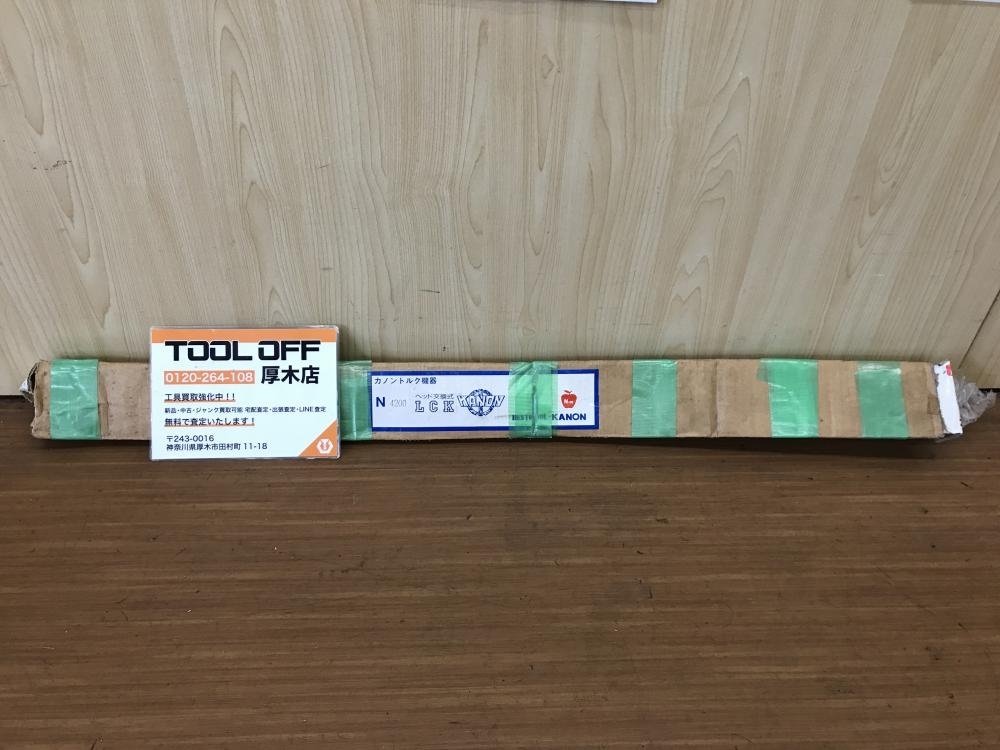 TOOL OFF
0120-264-108 厚木店
工具買取強化中!!
新品・中古・ジャンク買取可能 宅配査定・出張査定・LINE査定
無料で査定いたします!
〒243-0016
神奈川県厚木市田村町 11-18
カノントルク機器
N 4200
ヘッド交換式
LCK
KANON
N·m
KANON